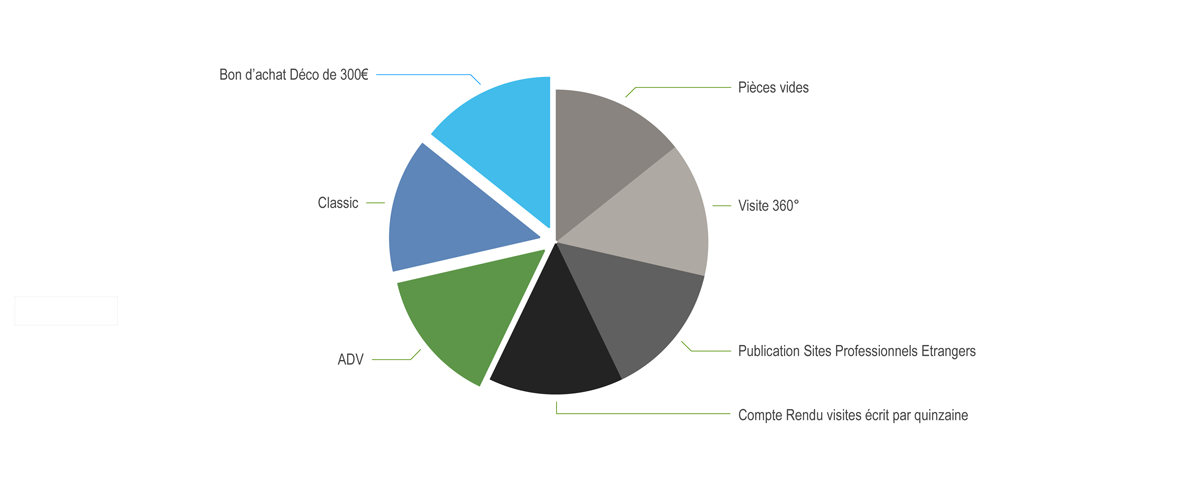 Bon d’achat Déco de 300€
Pièces vides
Classic
Visite 360°
ADV
Publication Sites Professionnels Etrangers
Compte Rendu visites écrit par quinzaine